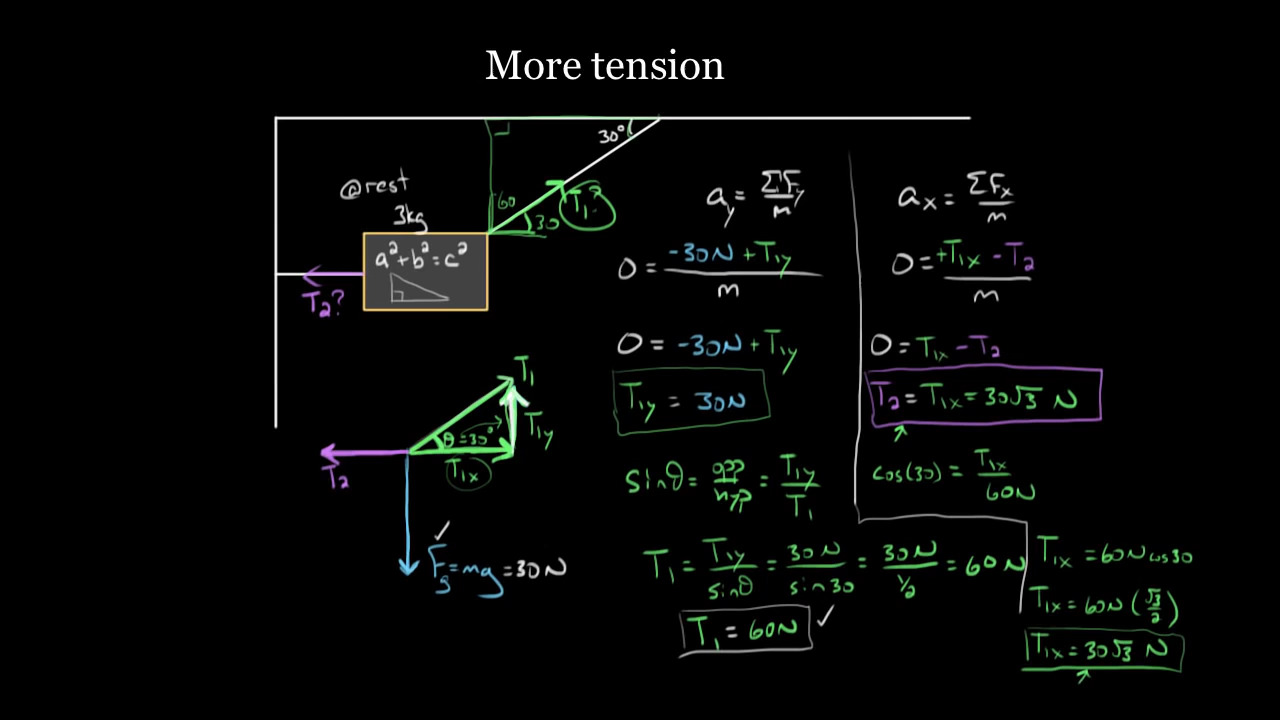 More tension
30°
@rest
60
T₁?
30
3kg
a²+b²=c²
T₂?
T₁
θ=30°
T₁y
T₁x
T₂
✓
Fg=mg=30N
a_y = ΣFy/m
0 = (-30N + T₁y)/m
0 = -30N + T₁y
T₁y = 30N
sinθ = opp/hyp = T₁y/T₁
T₁ = T₁y/sinθ = 30N/sin30 = 30N/½ = 60N
T₁ = 60N ✓
aₓ = ΣFₓ/m
0 = (+T₁x - T₂)/m
0 = T₁x - T₂
T₂ = T₁x = 30√3 N
cos(30) = T₁x/60N
T₁x = 60N cos30
T₁x = 60N (√3/2)
T₁x = 30√3 N